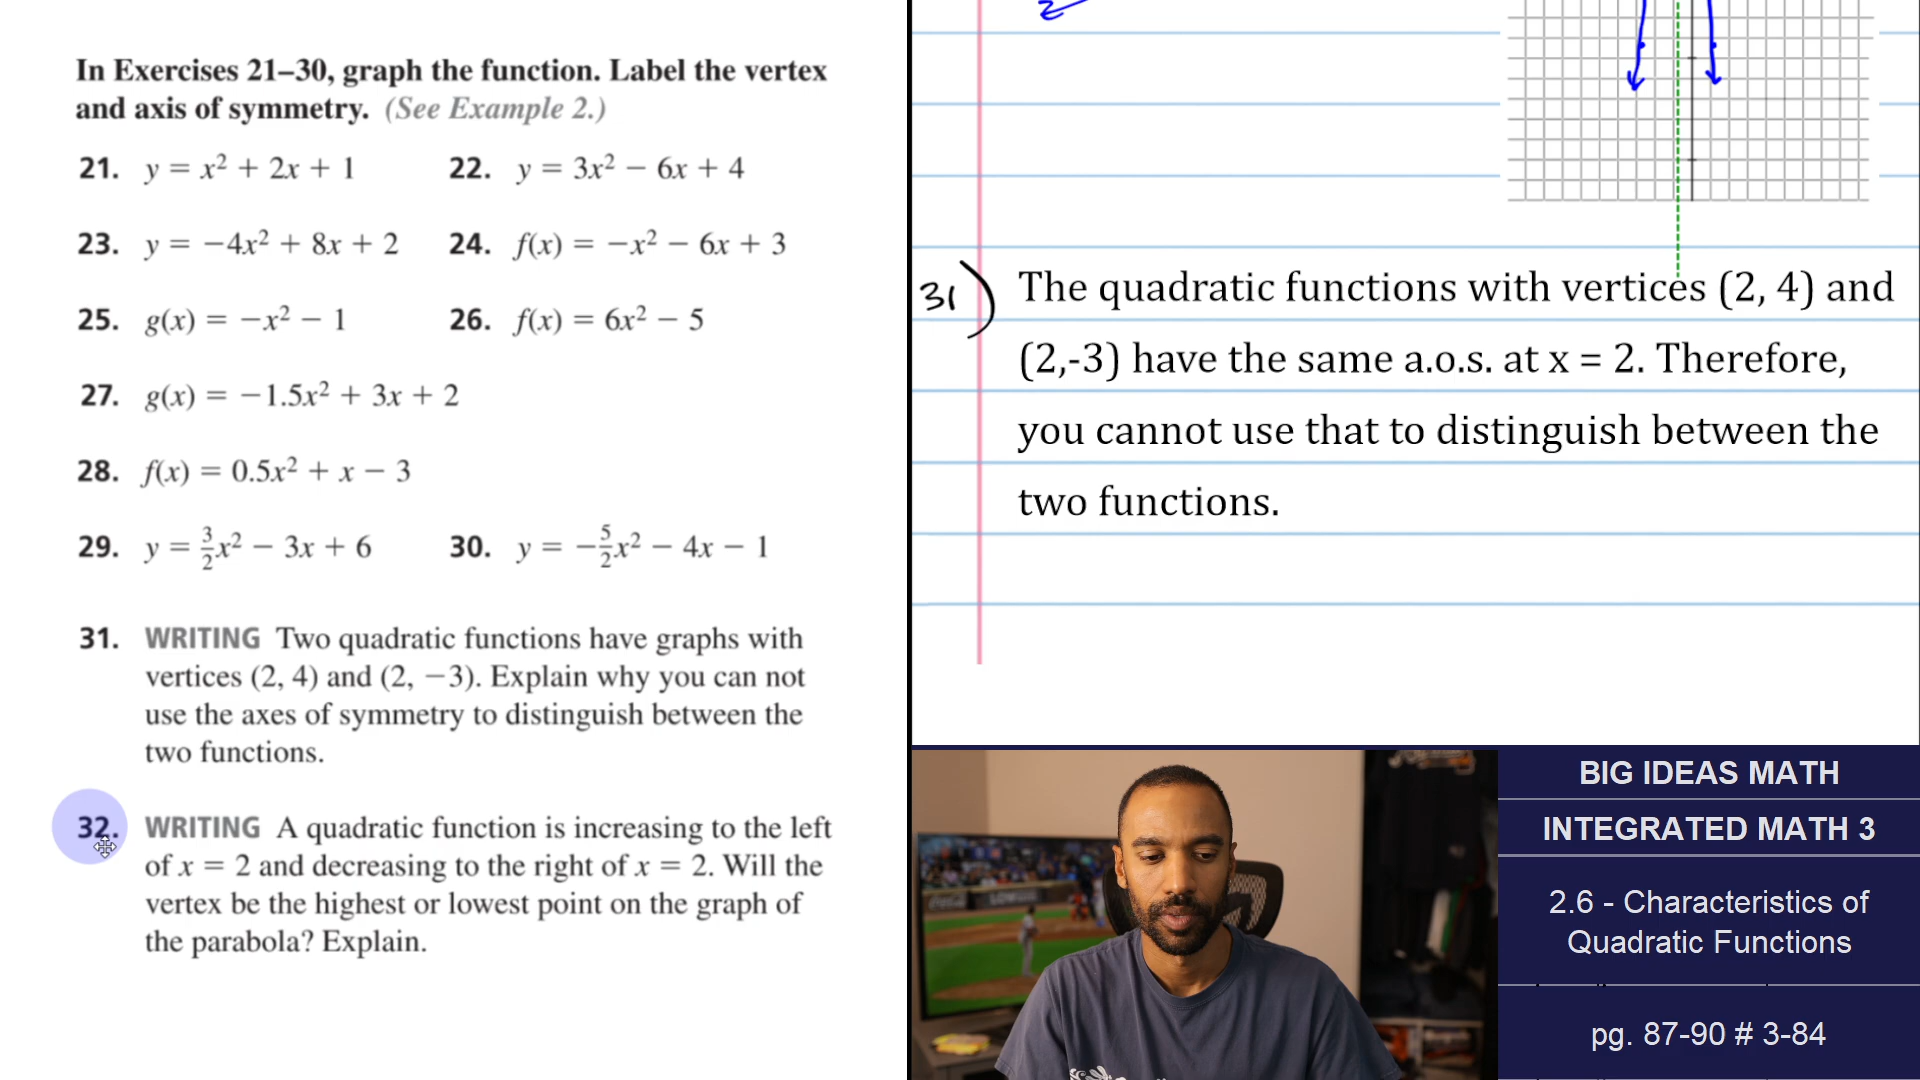 In Exercises 21–30, graph the function. Label the vertex
and axis of symmetry. (See Example 2.)
21. y = x² + 2x + 1
22. y = 3x² − 6x + 4
23. y = −4x² + 8x + 2
24. f(x) = −x² − 6x + 3
25. g(x) = −x² − 1
26. f(x) = 6x² − 5
27. g(x) = −1.5x² + 3x + 2
28. f(x) = 0.5x² + x − 3
29. y = 3/2x² − 3x + 6
30. y = −5/2x² − 4x − 1
31. WRITING Two quadratic functions have graphs with
vertices (2, 4) and (2, −3). Explain why you can not
use the axes of symmetry to distinguish between the
two functions.
32. WRITING A quadratic function is increasing to the left
of x = 2 and decreasing to the right of x = 2. Will the
vertex be the highest or lowest point on the graph of
the parabola? Explain.
31) The quadratic functions with vertices (2, 4) and
(2,-3) have the same a.o.s. at x = 2. Therefore,
you cannot use that to distinguish between the
two functions.
BIG IDEAS MATH
INTEGRATED MATH 3
2.6 - Characteristics of
Quadratic Functions
pg. 87-90 # 3-84